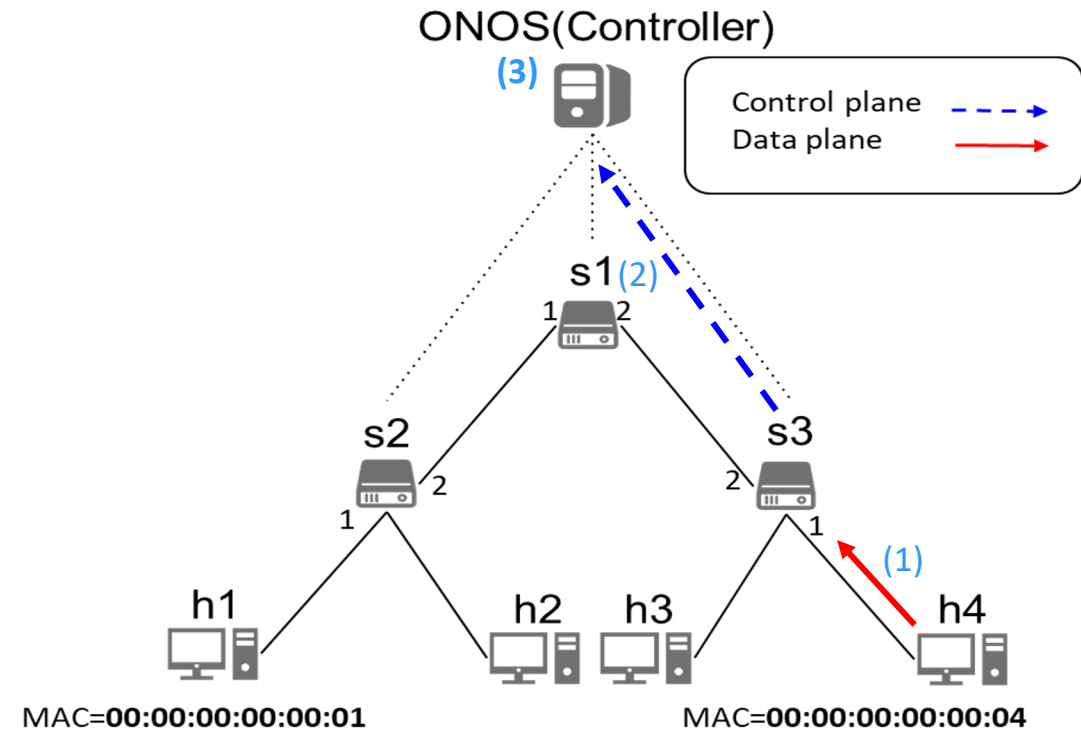 ONOS(Controller)
(3)
Control plane
Data plane
s1 (2)
1 2
s2
s3
2
2
1
1
(1)
h1
h2
h3
h4
MAC=00:00:00:00:00:01
MAC=00:00:00:00:00:04